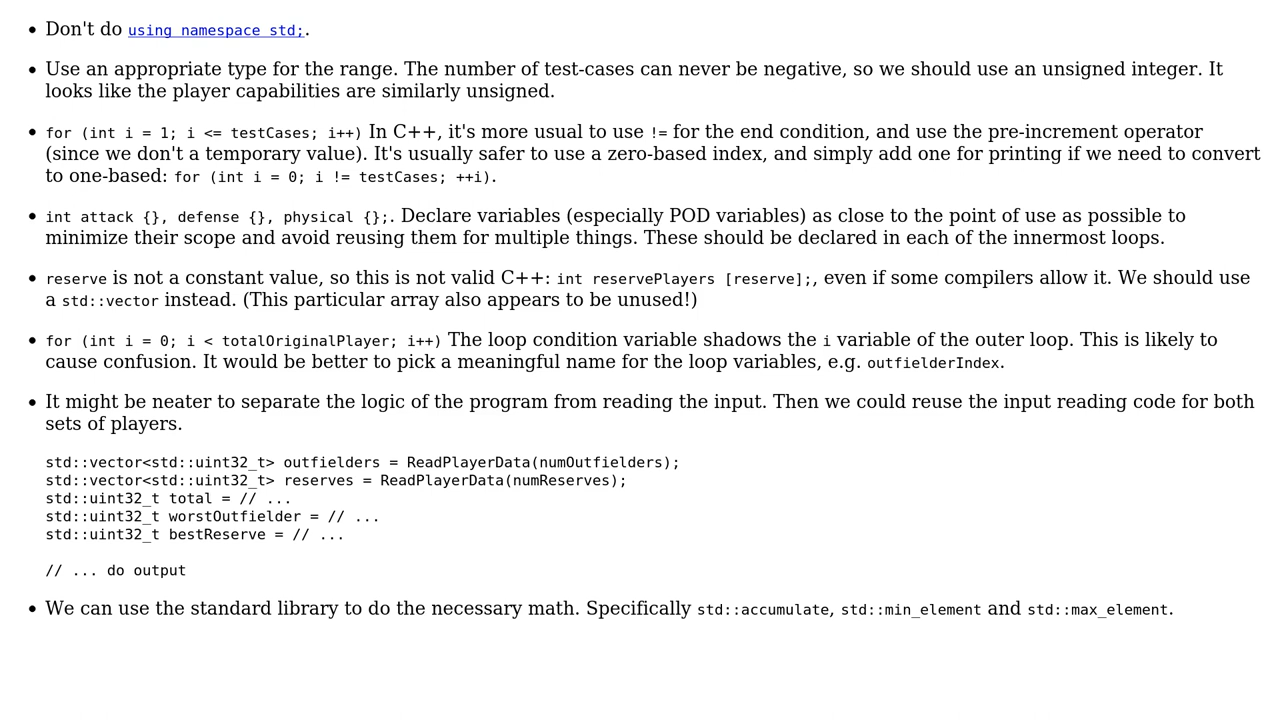 • Don't do using namespace std;.
• Use an appropriate type for the range. The number of test-cases can never be negative, so we should use an unsigned integer. It
looks like the player capabilities are similarly unsigned.
• for (int i = 1; i <= testCases; i++) In C++, it's more usual to use != for the end condition, and use the pre-increment operator
(since we don't a temporary value). It's usually safer to use a zero-based index, and simply add one for printing if we need to convert
to one-based: for (int i = 0; i != testCases; ++i).
• int attack {}, defense {}, physical {};. Declare variables (especially POD variables) as close to the point of use as possible to
minimize their scope and avoid reusing them for multiple things. These should be declared in each of the innermost loops.
• reserve is not a constant value, so this is not valid C++: int reservePlayers [reserve];, even if some compilers allow it. We should use
a std::vector instead. (This particular array also appears to be unused!)
• for (int i = 0; i < totalOriginalPlayer; i++) The loop condition variable shadows the i variable of the outer loop. This is likely to
cause confusion. It would be better to pick a meaningful name for the loop variables, e.g. outfielderIndex.
• It might be neater to separate the logic of the program from reading the input. Then we could reuse the input reading code for both
sets of players.
std::vector<std::uint32_t> outfielders = ReadPlayerData(numOutfielders);
std::vector<std::uint32_t> reserves = ReadPlayerData(numReserves);
std::uint32_t total = // ...
std::uint32_t worstOutfielder = // ...
std::uint32_t bestReserve = // ...
// ... do output
• We can use the standard library to do the necessary math. Specifically std::accumulate, std::min_element and std::max_element.